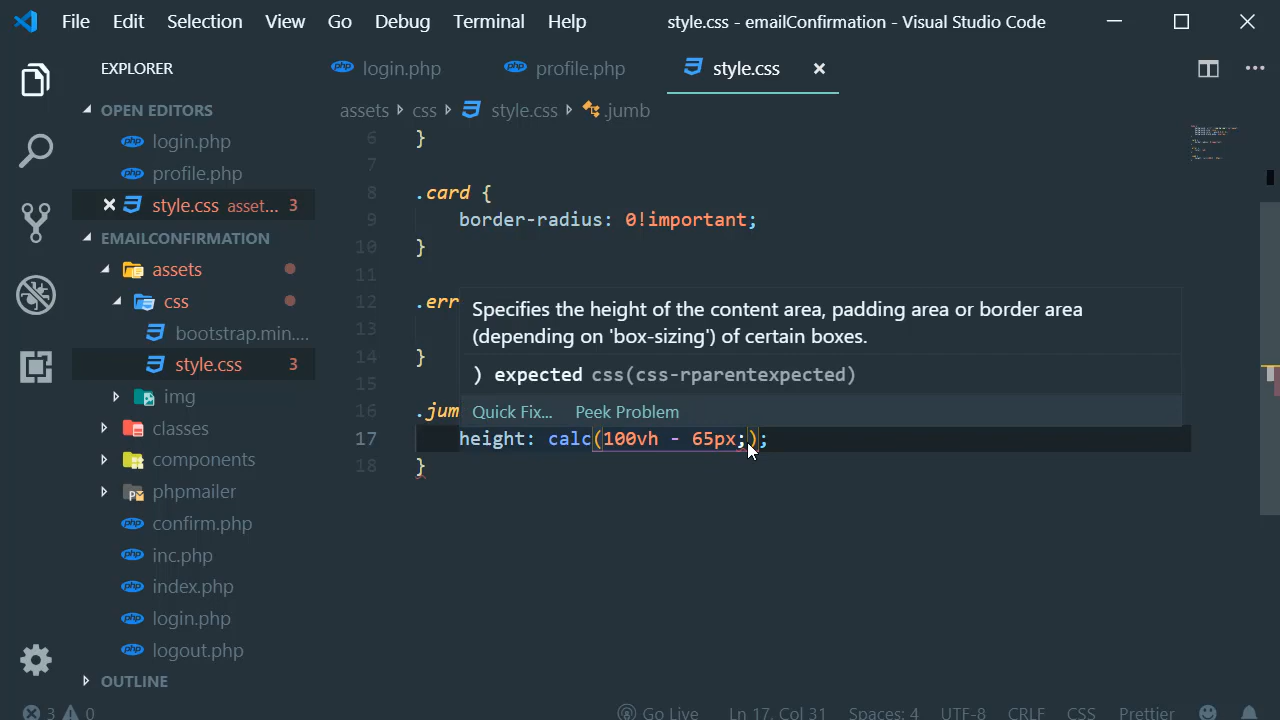 File Edit Selection View Go Debug Terminal Help style.css - emailConfirmation - Visual Studio Code
EXPLORER
login.php profile.php style.css
OPEN EDITORS
login.php
profile.php
style.css asset... 3
EMAILCONFIRMATION
assets
css
bootstrap.min....
style.css 3
img
classes
components
phpmailer
confirm.php
inc.php
index.php
login.php
logout.php
OUTLINE
assets css style.css .jumb
6 }
7
8 .card {
9 border-radius: 0!important;
10 }
11
12 .err
13
14 }
15
16 .jum
17 height: calc(100vh - 65px;);
18 }
Specifies the height of the content area, padding area or border area
(depending on 'box-sizing') of certain boxes.
) expected css(css-rparentexpected)
Quick Fix... Peek Problem
3 0 Go Live Ln 17, Col 31 Spaces: 4 UTF-8 CRLF CSS Prettier